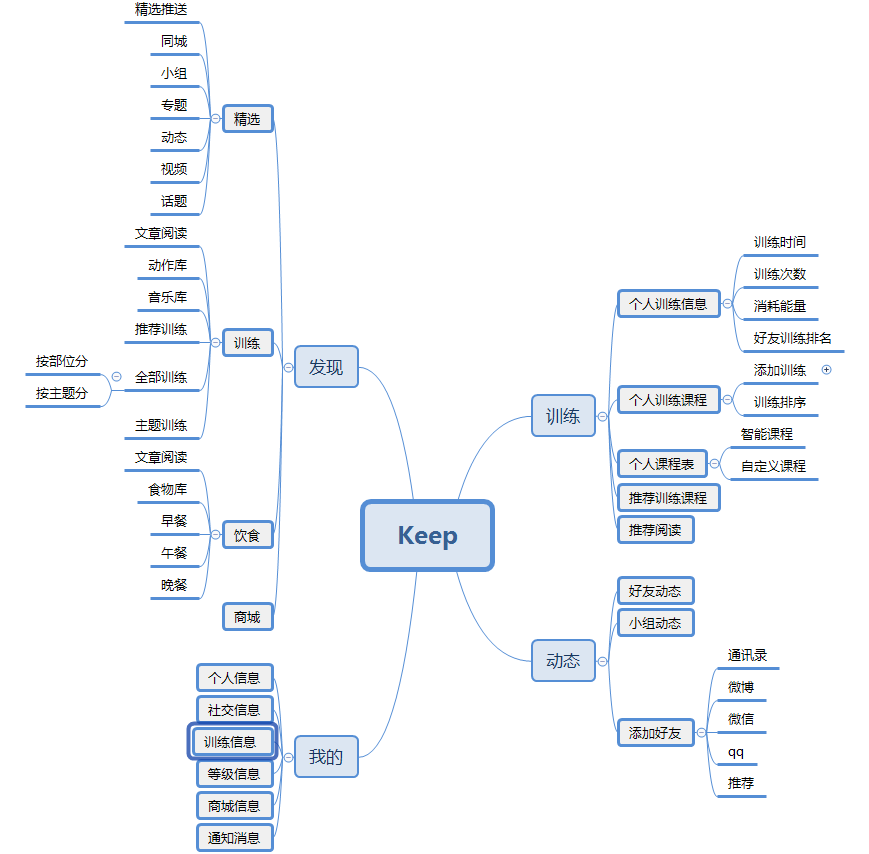 Keep
训练
个人训练信息
训练时间
训练次数
消耗能量
好友训练排名
个人训练课程
添加训练
训练排序
个人课程表
智能课程
自定义课程
推荐训练课程
推荐阅读
动态
好友动态
小组动态
添加好友
通讯录
微博
微信
qq
推荐
发现
精选
精选推送
同城
小组
专题
动态
视频
话题
训练
文章阅读
动作库
音乐库
推荐训练
全部训练
按部位分
按主题分
主题训练
饮食
文章阅读
食物库
早餐
午餐
晚餐
商城
我的
个人信息
社交信息
训练信息
等级信息
商城信息
通知消息